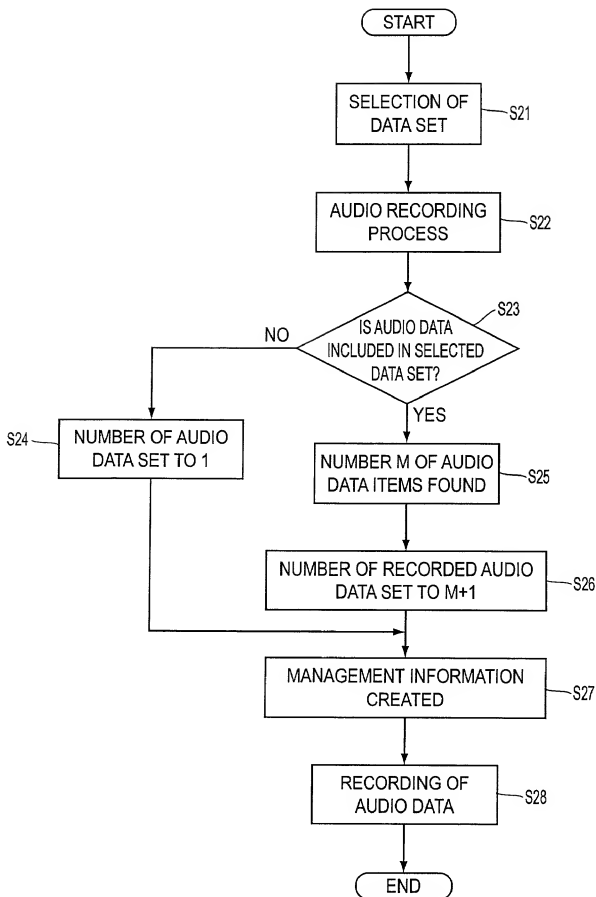 START
SELECTION OF
DATA SET
S21
AUDIO RECORDING
PROCESS
S22
S23
IS AUDIO DATA
INCLUDED IN SELECTED
DATA SET?
NO
YES
S24
NUMBER OF AUDIO
DATA SET TO 1
NUMBER M OF AUDIO
DATA ITEMS FOUND
S25
NUMBER OF RECORDED AUDIO
DATA SET TO M+1
S26
MANAGEMENT INFORMATION
CREATED
S27
RECORDING OF
AUDIO DATA
S28
END